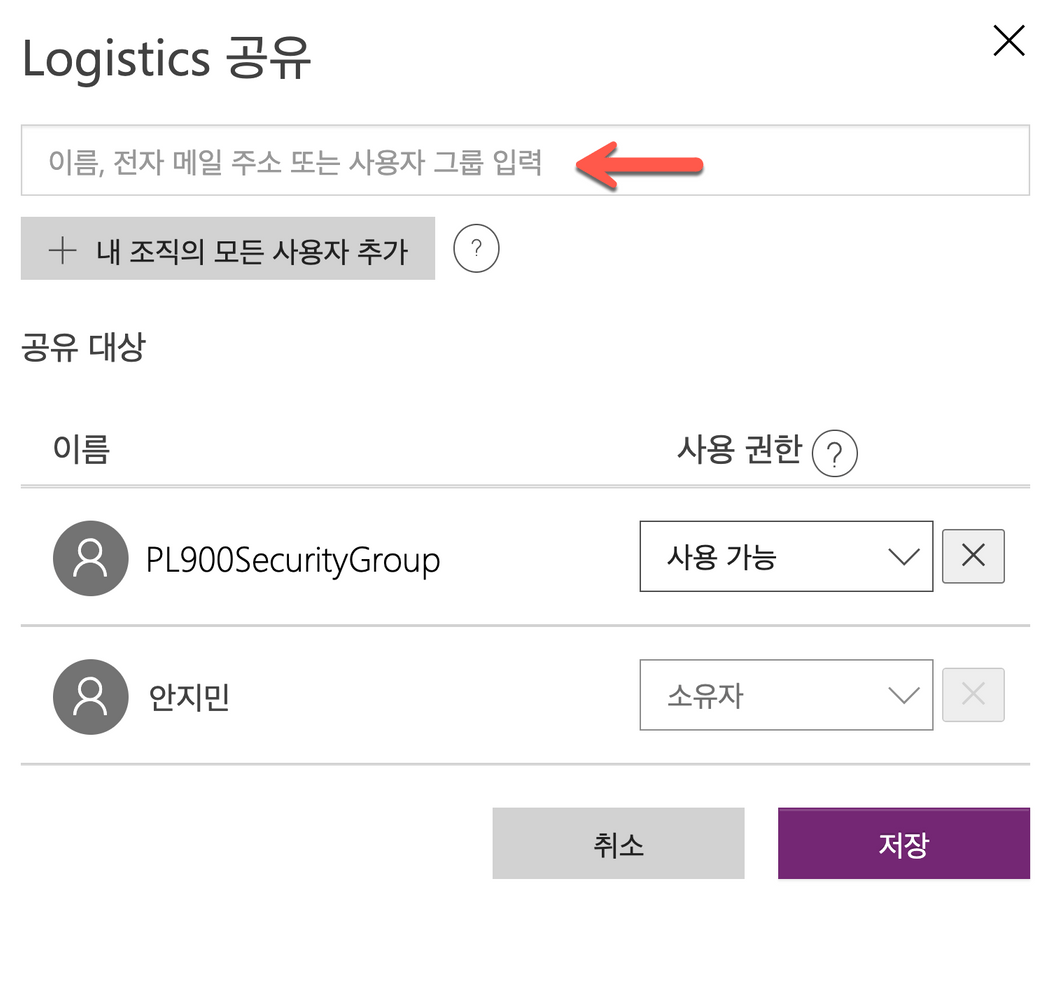 Logistics 공유
이름, 전자 메일 주소 또는 사용자 그룹 입력
내 조직의 모든 사용자 추가 ?
공유 대상
이름 사용 권한 ?
PL900SecurityGroup 사용 가능
안지민 소유자
취소 저장